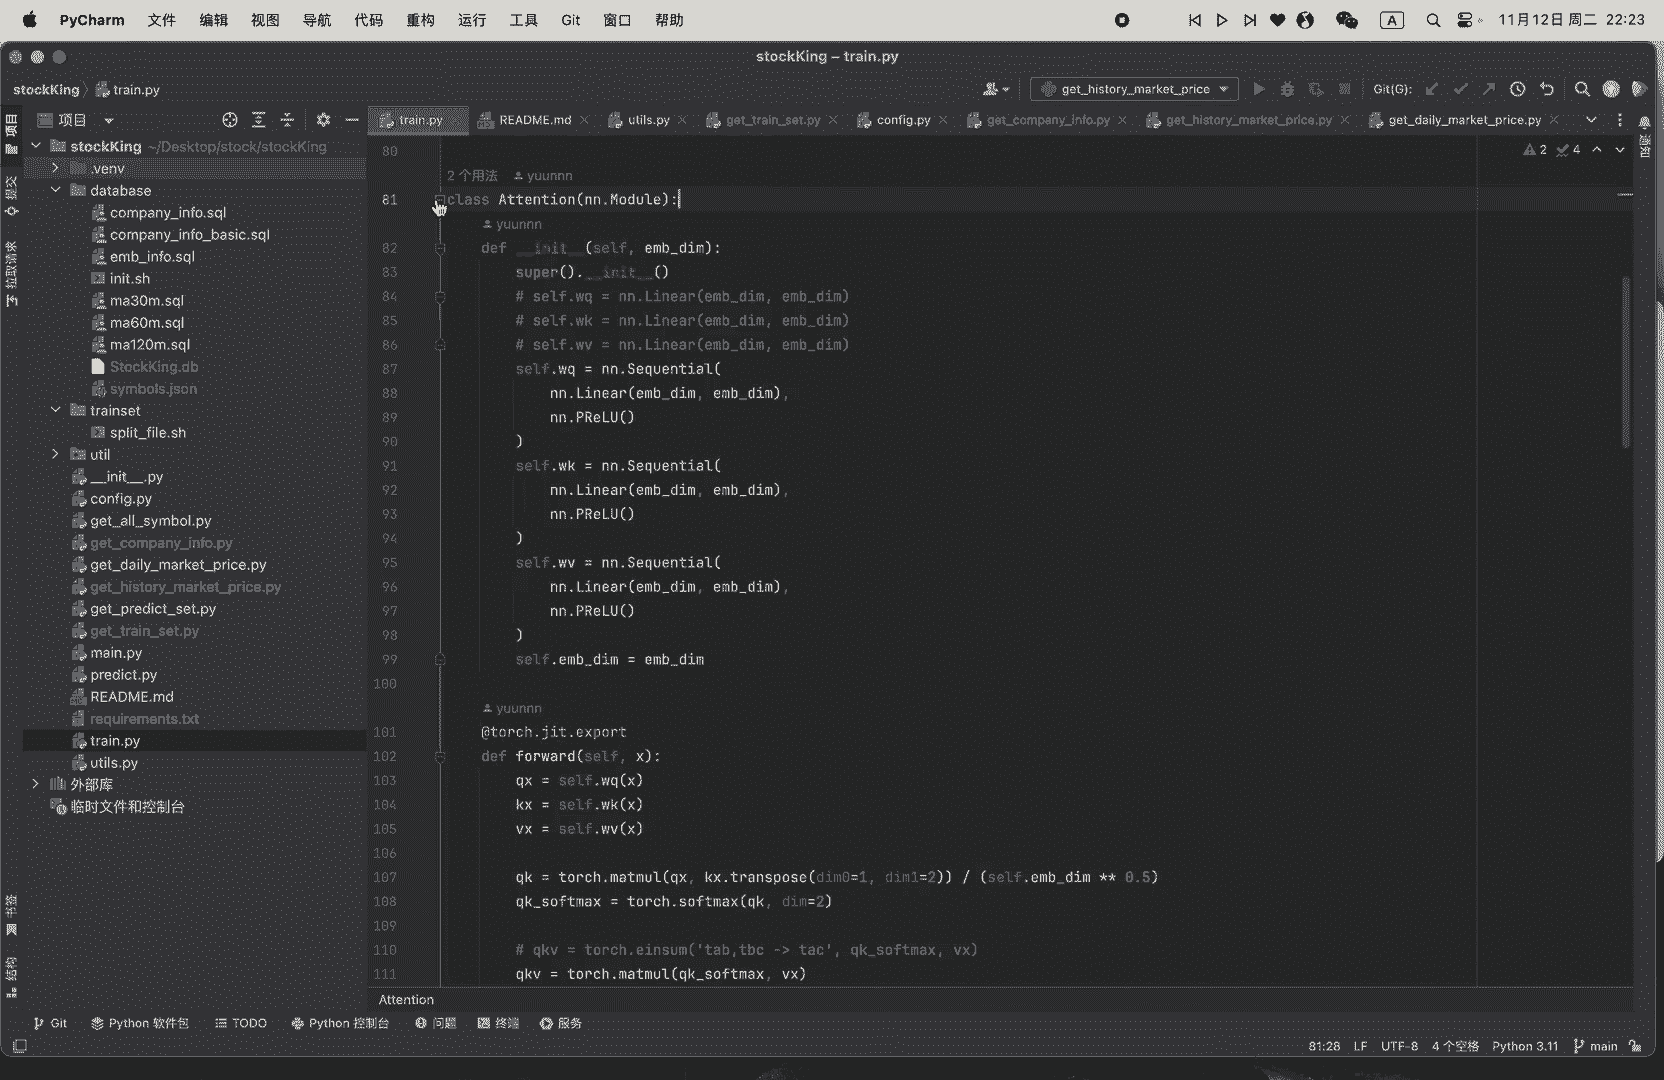 PyCharm 文件 编辑 视图 导航 代码 重构 运行 工具 Git 窗口 帮助 A 11月12日 周二 22:23
stockKing – train.py
stockKing train.py get_history_market_price Git(G):
项目 train.py README.md utils.py get_train_set.py config.py get_company_info.py get_history_market_price.py get_daily_market_price.py
项目
提交
拉取请求
书签
结构
通知
stockKing ~/Desktop/stock/stockKing
.venv
database
company_info.sql
company_info_basic.sql
emb_info.sql
init.sh
ma30m.sql
ma60m.sql
ma120m.sql
StockKing.db
symbols.json
trainset
split_file.sh
util
__init__.py
config.py
get_all_symbol.py
get_company_info.py
get_daily_market_price.py
get_history_market_price.py
get_predict_set.py
get_train_set.py
main.py
predict.py
README.md
requirements.txt
train.py
utils.py
外部库
临时文件和控制台
80
2 4
2 个用法 yuunnn
81 class Attention(nn.Module):
yuunnn
82 def __init__(self, emb_dim):
83 super().__init__()
84 # self.wq = nn.Linear(emb_dim, emb_dim)
85 # self.wk = nn.Linear(emb_dim, emb_dim)
86 # self.wv = nn.Linear(emb_dim, emb_dim)
87 self.wq = nn.Sequential(
88 nn.Linear(emb_dim, emb_dim),
89 nn.PReLU()
90 )
91 self.wk = nn.Sequential(
92 nn.Linear(emb_dim, emb_dim),
93 nn.PReLU()
94 )
95 self.wv = nn.Sequential(
96 nn.Linear(emb_dim, emb_dim),
97 nn.PReLU()
98 )
99 self.emb_dim = emb_dim
100
yuunnn
101 @torch.jit.export
102 def forward(self, x):
103 qx = self.wq(x)
104 kx = self.wk(x)
105 vx = self.wv(x)
106
107 qk = torch.matmul(qx, kx.transpose(dim0=1, dim1=2)) / (self.emb_dim ** 0.5)
108 qk_softmax = torch.softmax(qk, dim=2)
109
110 # qkv = torch.einsum('tab,tbc -> tac', qk_softmax, vx)
111 qkv = torch.matmul(qk_softmax, vx)
Attention
Git Python 软件包 TODO Python 控制台 问题 终端 服务
81:28 LF UTF-8 4 个空格 Python 3.11 main